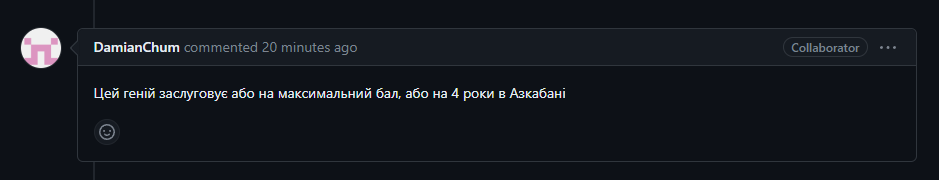 DamianChum commented 20 minutes ago Collaborator
Цей геній заслуговує або на максимальний бал, або на 4 роки в Азкабані